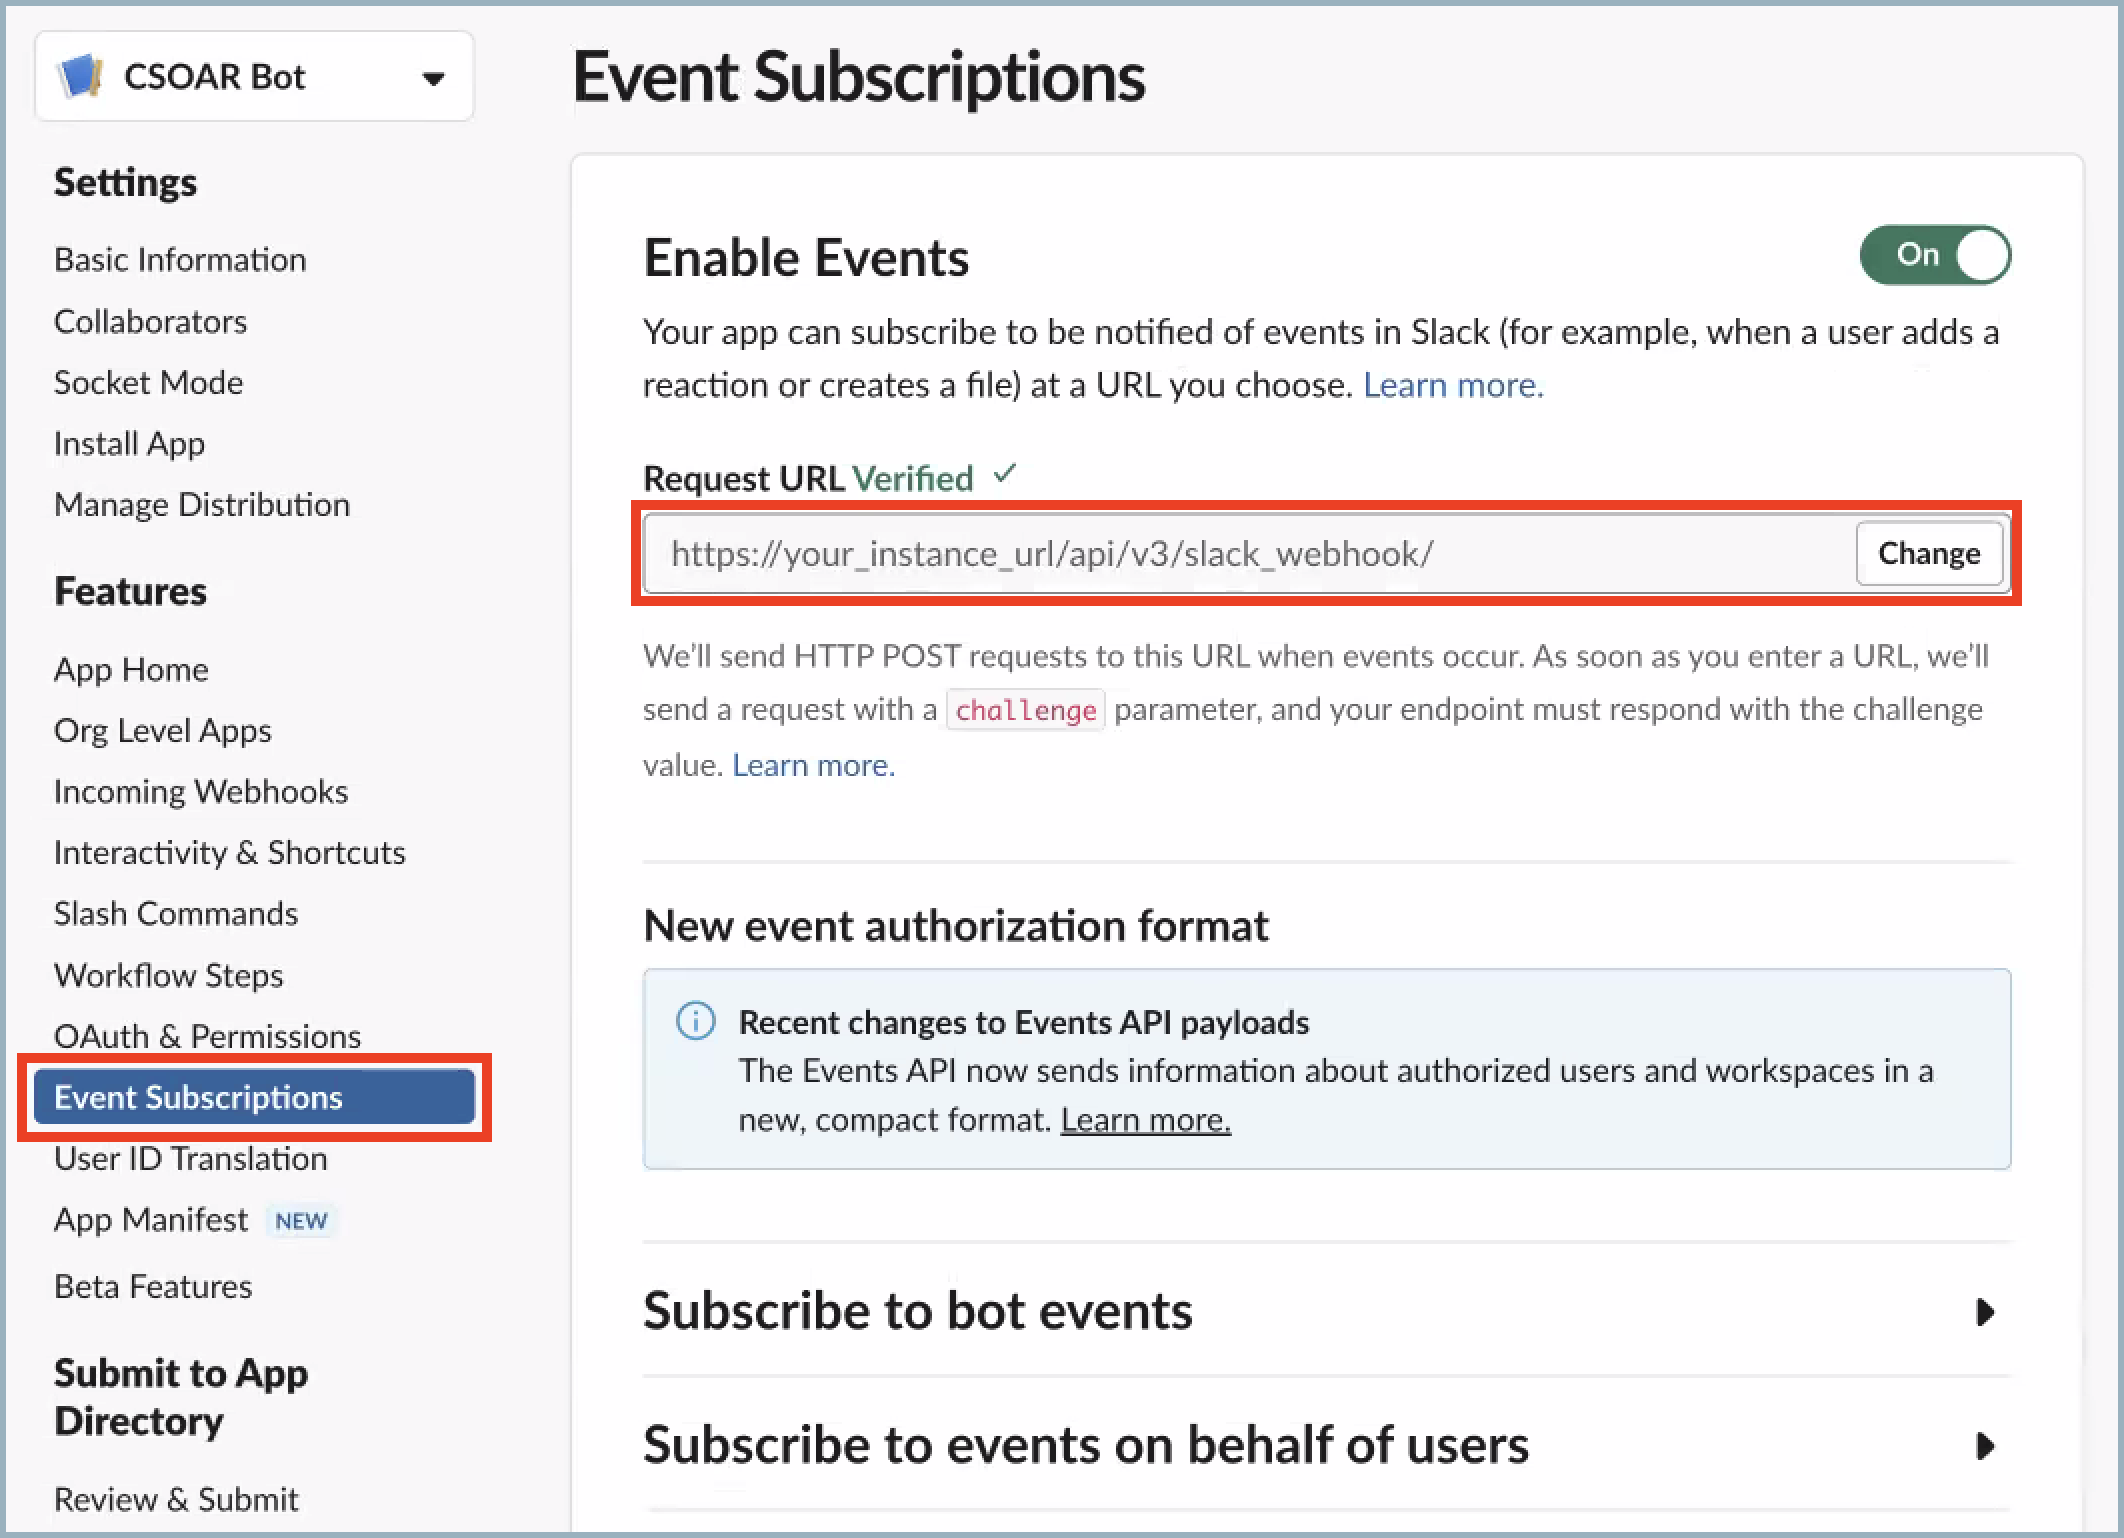 CSOAR Bot
Settings
Basic Information
Collaborators
Socket Mode
Install App
Manage Distribution
Features
App Home
Org Level Apps
Incoming Webhooks
Interactivity & Shortcuts
Slash Commands
Workflow Steps
OAuth & Permissions
Event Subscriptions
User ID Translation
App Manifest NEW
Beta Features
Submit to App
Directory
Review & Submit
Event Subscriptions
Enable Events
On
Your app can subscribe to be notified of events in Slack (for example, when a user adds a
reaction or creates a file) at a URL you choose. Learn more.
Request URL Verified ✓
https://your_instance_url/api/v3/slack_webhook/
Change
We'll send HTTP POST requests to this URL when events occur. As soon as you enter a URL, we'll
send a request with a challenge parameter, and your endpoint must respond with the challenge
value. Learn more.
New event authorization format
Recent changes to Events API payloads
The Events API now sends information about authorized users and workspaces in a
new, compact format. Learn more.
Subscribe to bot events
Subscribe to events on behalf of users